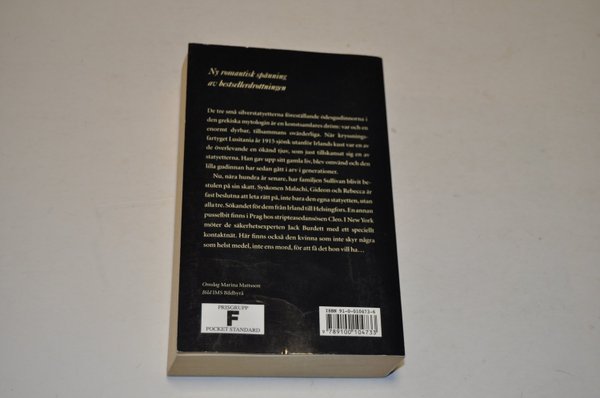 Ny romantisk spänning
av bestsellerdrottningen
De tre små silverstatyetterna föreställande ödesgudinnorna i
den grekiska mytologin är en konstsamlares dröm: var och en
enormt dyrbar, tillsammans ovärderliga. När kryssnings-
fartyget Lusitania år 1915 sjönk utanför Irlands kust var en av
de överlevande en ökänd tjuv, som just tillskansat sig en av
statyetterna. Han gav upp sitt gamla liv, blev omvänd och den
lilla gudinnan har sedan gått i arv i generationer.
Nu, nära hundra år senare, har familjen Sullivan blivit be-
stulen på sin skatt. Syskonen Malachi, Gideon och Rebecca är
fast beslutna att leta rätt på, inte bara den egna statyetten, utan
alla tre. Sökandet för dem från Irland till Helsingfors. En annan
pusselbit finns i Prag hos stripteasedansösen Cleo. I New York
möter de säkerhetsexperten Jack Burdett med ett speciellt
kontaktnät. Här finns också den kvinna som inte skyr några
som helst medel, inte ens mord, för att få det hon vill ha…
Omslag Marina Mattsson
Bild IMS Bildbyrå
PRISGRUPP
F
POCKET STANDARD
ISBN 91-0-010473-6
9 789100 104733